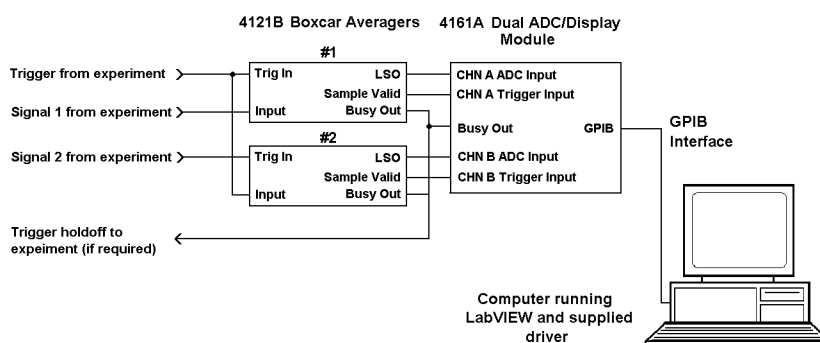 4121B Boxcar Averagers
4161A Dual ADC/Display
Module
#1
Trigger from experiment
Trig In
LSO
CHN A ADC Input
Sample Valid
CHN A Trigger Input
Signal 1 from experiment
Input
Busy Out
Busy Out
GPIB
GPIB
Interface
#2
Signal 2 from experiment
Trig In
LSO
CHN B ADC Input
Sample Valid
CHN B Trigger Input
Input
Busy Out
Trigger holdoff to
expeiment (if required)
Computer running
LabVIEW and supplied
driver